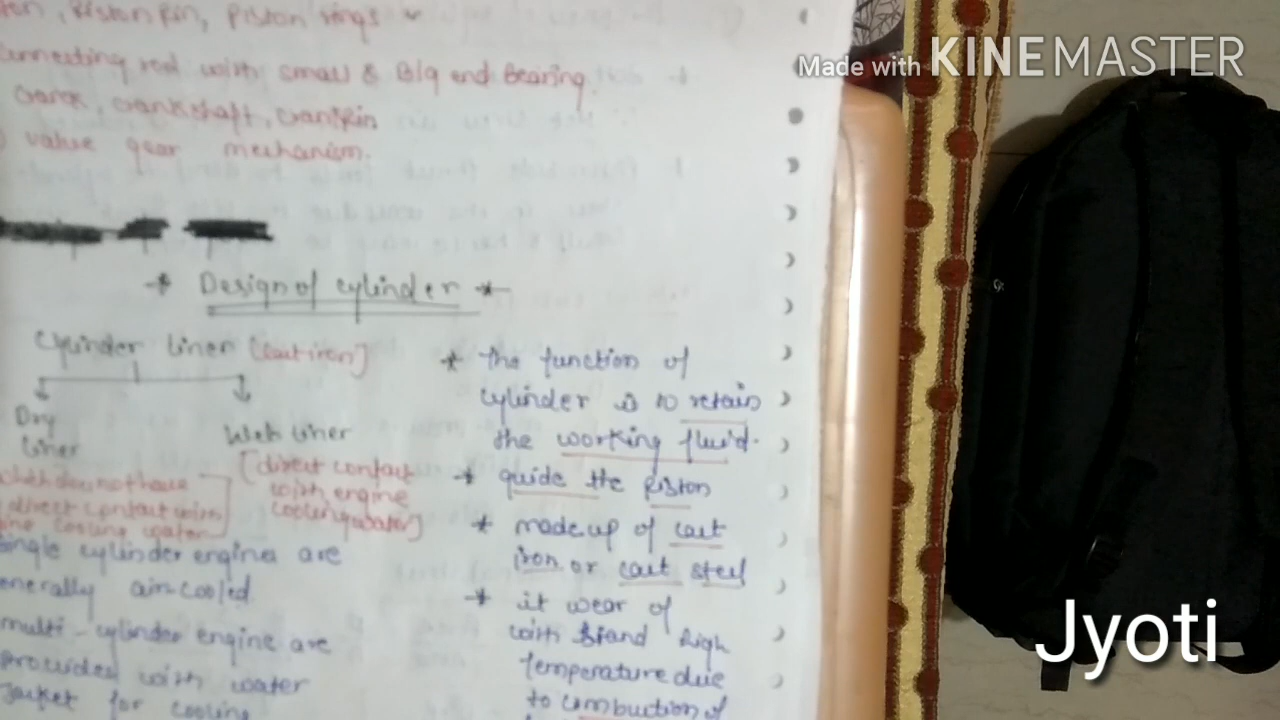 Piston Pin, Piston rings
connecting rod with small & Big end Bearing.
crank, crankshaft, crankpin
valve gear mechanism.
* Design of cylinder *
Cylinder liner [cast iron]
Dry
liner
Wet liner
which does not have
direct contact with
cooling water]
[direct contact
with engine
cooling water]
single cylinder engine are
generally air-cooled
multi-cylinder engine are
provided with water
jacket for cooling
* the function of
cylinder is to retain
the working fluid.
* guide the piston
* made up of cast
iron or cast steel
* it wear of
with stand high
temperature due
to combuction of
Made with KINEMASTER
Jyoti